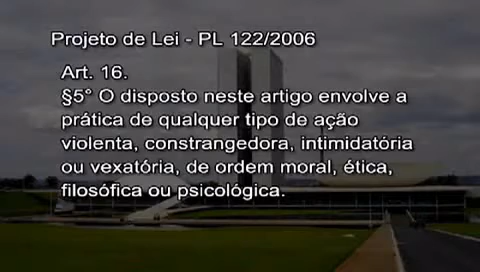 Projeto de Lei - PL 122/2006
Art. 16.
§5° O disposto neste artigo envolve a
prática de qualquer tipo de ação
violenta, constrangedora, intimidatória
ou vexatória, de ordem moral, ética,
filosófica ou psicológica.